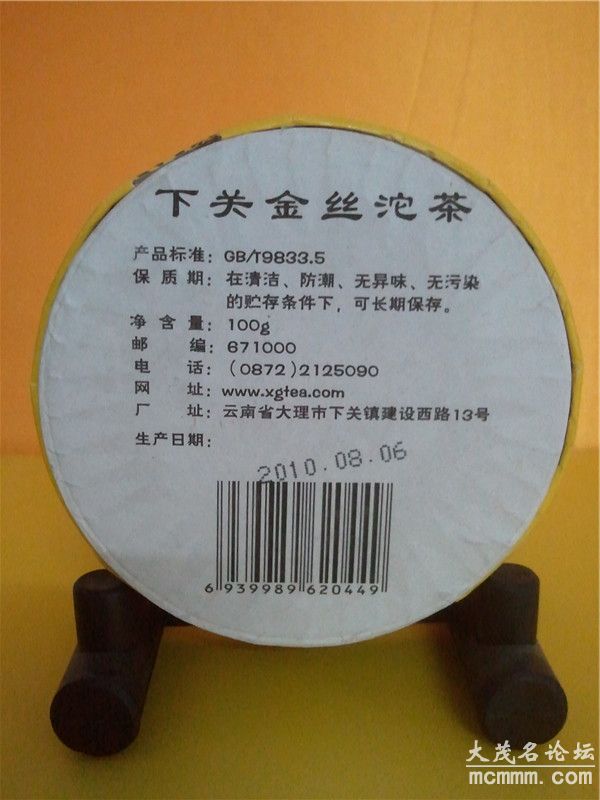 下关金丝沱茶
产品标准：GB/T9833.5
保质期：在清洁、防潮、无异味、无污染
的贮存条件下，可长期保存。
净含量：100g
邮编：671000
电话：(0872)2125090
网址：www.xgtea.com
厂址：云南省大理市下关镇建设西路13号
生产日期：
2010.08.06
6 939989 620449
大茂名论坛
mcmmm.com